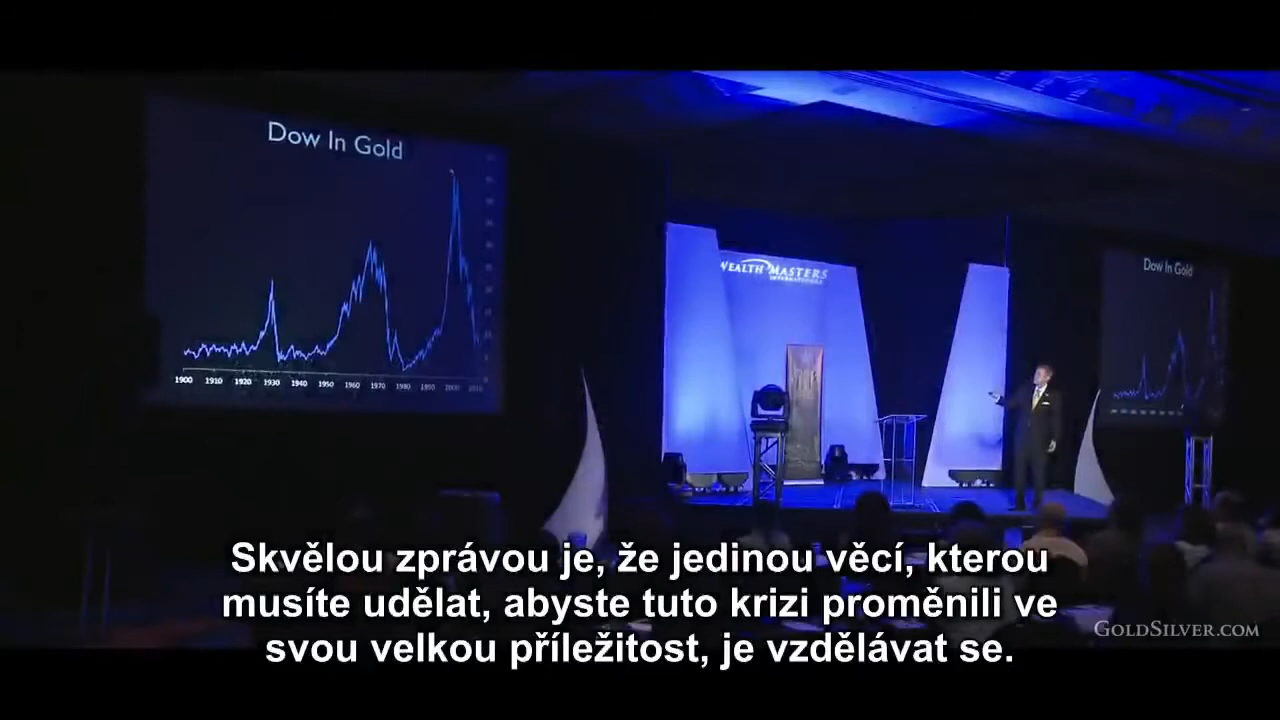 Dow In Gold
1900 1910 1920 1930 1940 1950 1960 1970 1980 1990 2000 2010
WEALTH MASTERS
INTERNATIONAL
Dow In Gold
Skvělou zprávou je, že jedinou věcí, kterou
musíte udělat, abyste tuto krizi proměnili ve
svou velkou příležitost, je vzdělávat se.
GOLDSILVER.COM